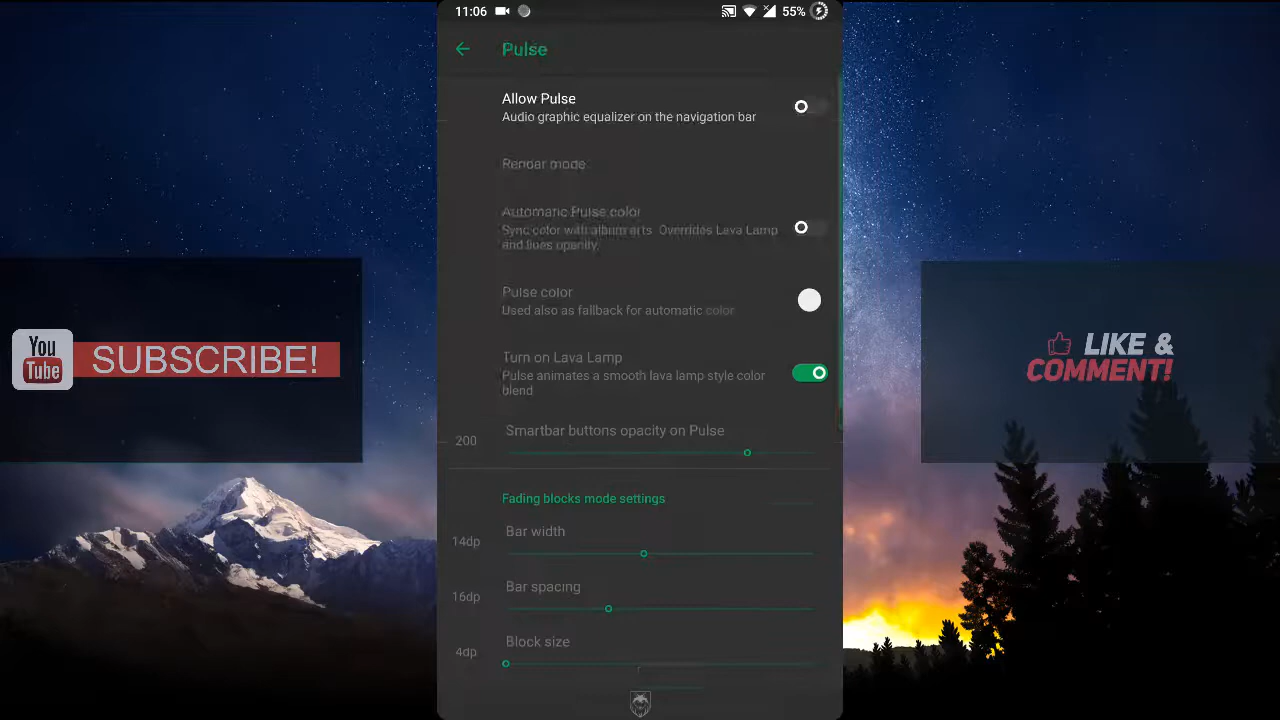 11:06
55%
Pulse
Allow Pulse
Audio graphic equalizer on the navigation bar
Render mode
Automatic Pulse color
Sync color with album arts. Overrides Lava Lamp
and lines opacity.
Pulse color
Used also as fallback for automatic color
Turn on Lava Lamp
Pulse animates a smooth lava lamp style color
blend
Smartbar buttons opacity on Pulse
200
Fading blocks mode settings
Bar width
14dp
Bar spacing
16dp
Block size
4dp
You
Tube
SUBSCRIBE!
LIKE &
COMMENT!